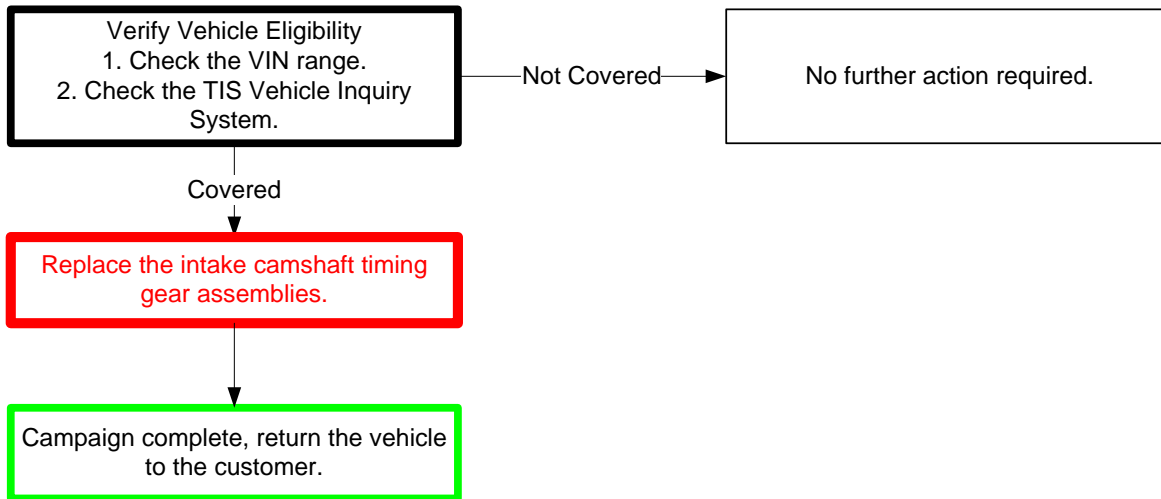 Verify Vehicle Eligibility
1. Check the VIN range.
2. Check the TIS Vehicle Inquiry
System.
Not Covered
No further action required.
Covered
Replace the intake camshaft timing
gear assemblies.
Campaign complete, return the vehicle
to the customer.